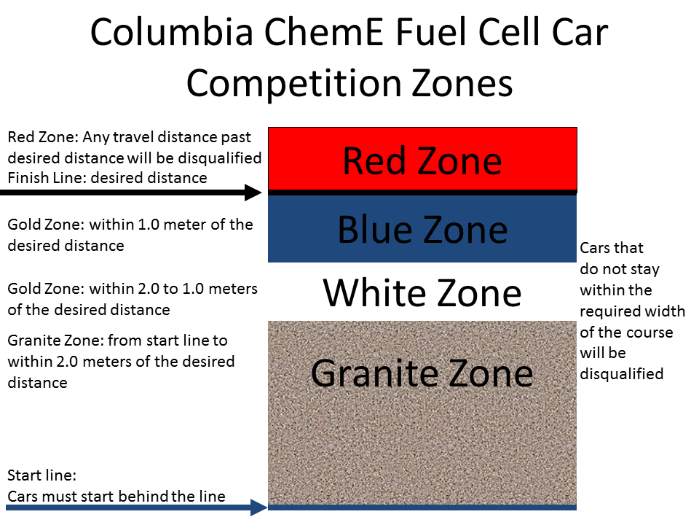 Columbia ChemE Fuel Cell Car
Competition Zones
Red Zone: Any travel distance past
desired distance will be disqualified
Finish Line: desired distance
Red Zone
Gold Zone: within 1.0 meter of the
desired distance
Blue Zone
Gold Zone: within 2.0 to 1.0 meters
of the desired distance
White Zone
Granite Zone: from start line to
within 2.0 meters of the desired
distance
Granite Zone
Cars that
do not stay
within the
required width
of the course
will be
disqualified
Start line:
Cars must start behind the line